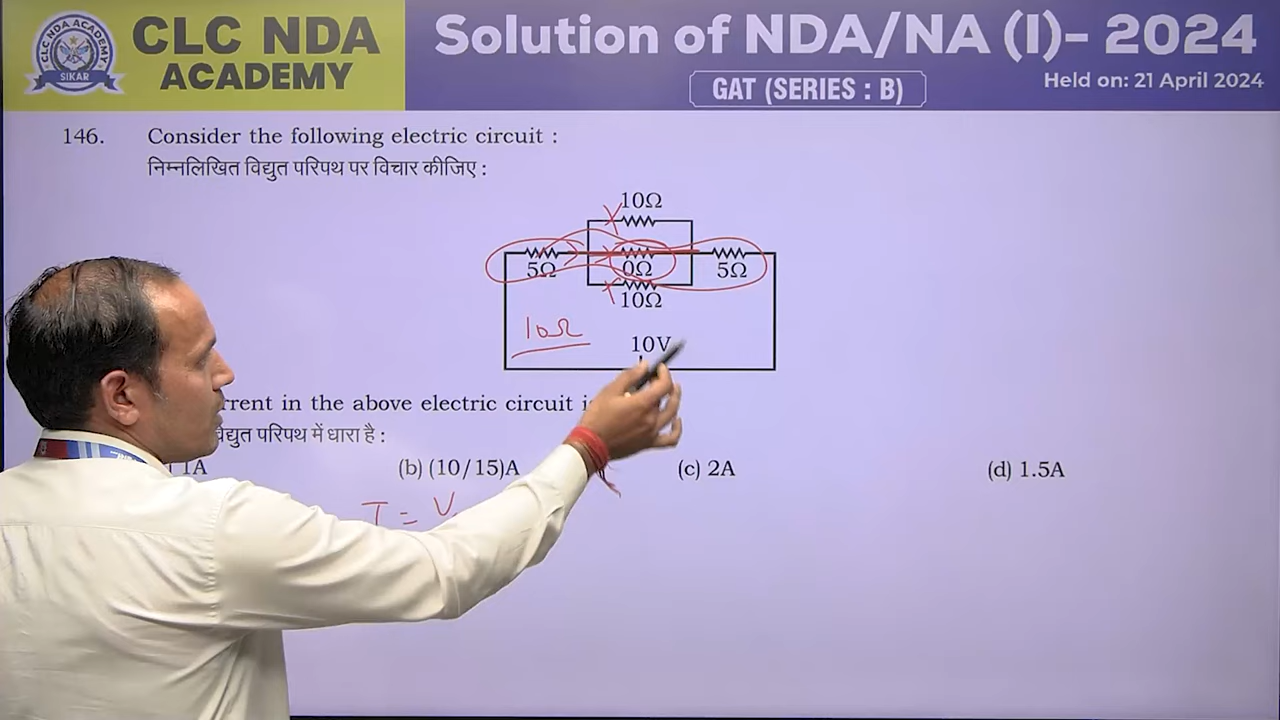 CLC NDA ACADEMY
SIKAR
CLC NDA
ACADEMY
Solution of NDA/NA (I)- 2024
GAT (SERIES : B)
Held on: 21 April 2024
146. Consider the following electric circuit :
निम्नलिखित विद्युत परिपथ पर विचार कीजिए :
10Ω
5Ω 0Ω 5Ω
10Ω
10Ω
10V
rrent in the above electric circuit i
विद्युत परिपथ में धारा है :
1A (b) (10/15)A (c) 2A (d) 1.5A
I = V